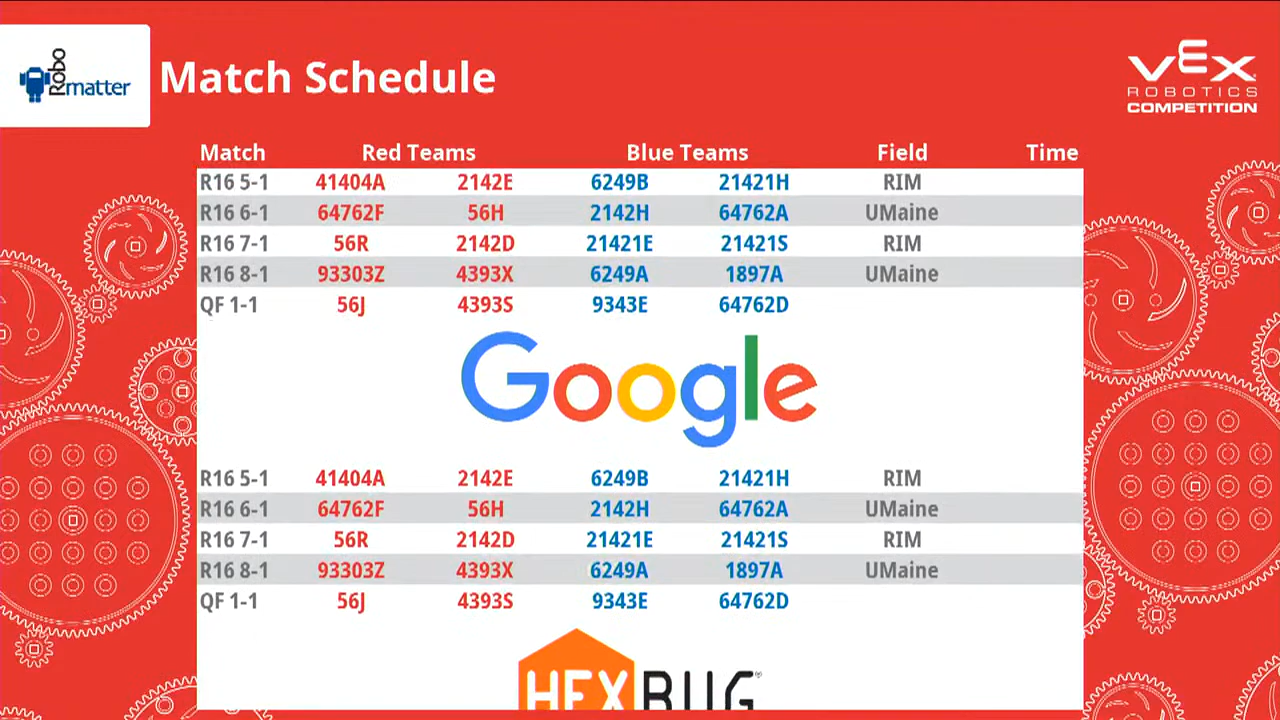 Robo
matter
Match Schedule
VEX
ROBOTICS
COMPETITION
Match Red Teams Blue Teams Field Time
R16 5-1 41404A 2142E 6249B 21421H RIM
R16 6-1 64762F 56H 2142H 64762A UMaine
R16 7-1 56R 2142D 21421E 21421S RIM
R16 8-1 93303Z 4393X 6249A 1897A UMaine
QF 1-1 56J 4393S 9343E 64762D
Google
R16 5-1 41404A 2142E 6249B 21421H RIM
R16 6-1 64762F 56H 2142H 64762A UMaine
R16 7-1 56R 2142D 21421E 21421S RIM
R16 8-1 93303Z 4393X 6249A 1897A UMaine
QF 1-1 56J 4393S 9343E 64762D
HEXBUG